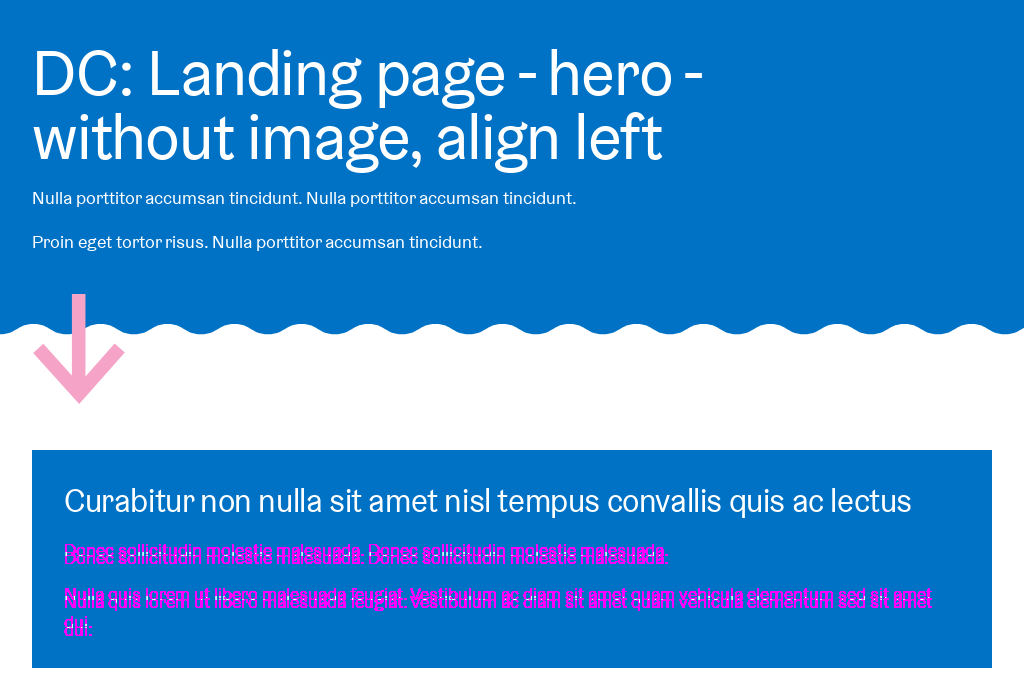 DC: Landing page - hero -
without image, align left
Nulla porttitor accumsan tincidunt. Nulla porttitor accumsan tincidunt.
Proin eget tortor risus. Nulla porttitor accumsan tincidunt.
Curabitur non nulla sit amet nisl tempus convallis quis ac lectus
Donec sollicitudin molestie malesuada. Donec sollicitudin molestie malesuada.
Nulla quis lorem ut libero malesuada feugiat. Vestibulum ac diam sit amet quam vehicula elementum sed sit amet
dui.